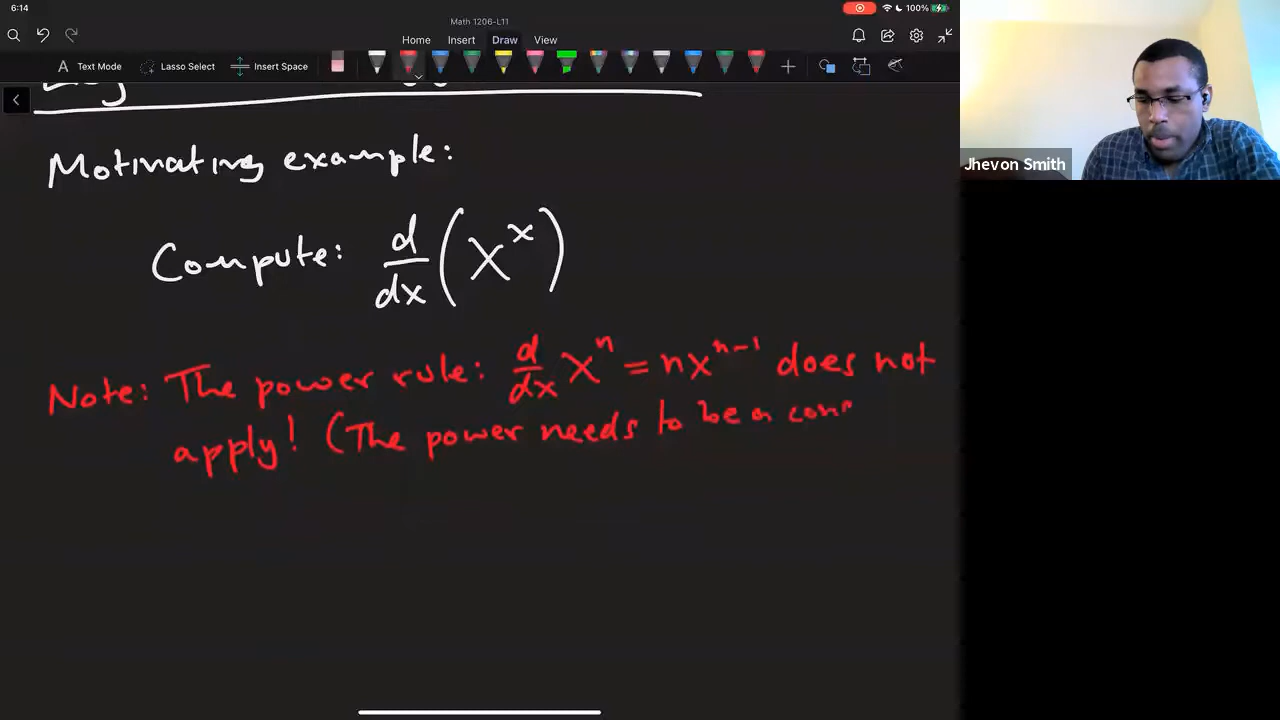 6:14
100%
Math 1206-L11
Home Insert Draw View
Text Mode Lasso Select Insert Space
Motivating example:
Compute: d/dx (x^x)
Jhevon Smith
Note: The power rule: d/dx x^n = nx^(n-1) does not
apply! (The power needs to be a cons